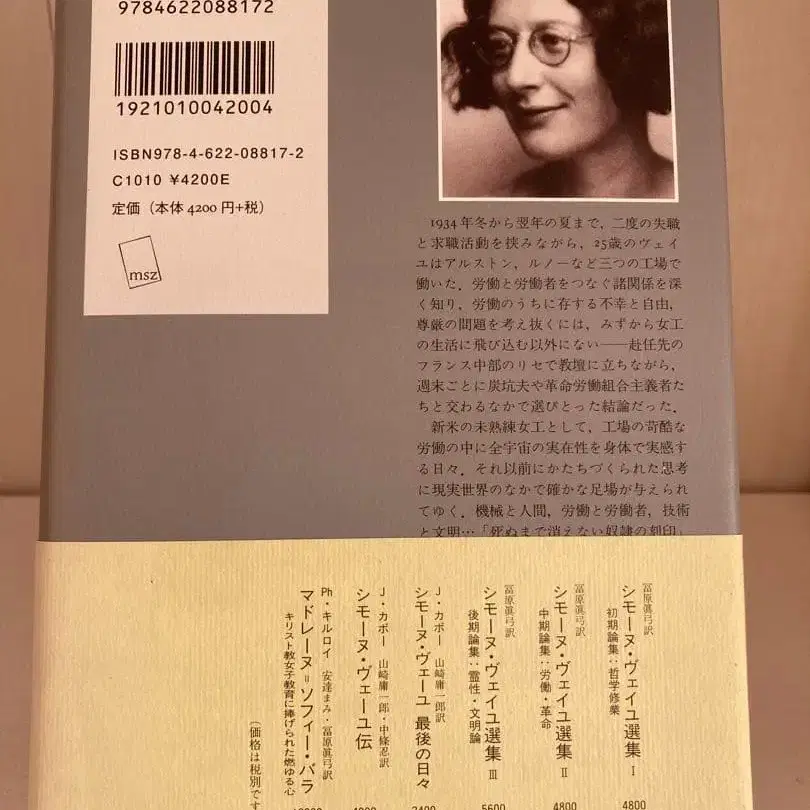 9784622088172
1921010042004
ISBN978-4-622-08817-2
C1010 ¥4200E
定価（本体 4200 円+税）
msz
1934 年冬から翌年の夏まで，二度の失職
と求職活動を挟みながら，25歳のヴェイ
ユはアルストン，ルノーなど三つの工場で
働いた．労働と労働者をつなぐ諸関係を深
く知り，労働のうちに存する不幸と自由，
尊厳の問題を考え抜くには，みずから女工
の生活に飛び込む以外にない──赴任先の
フランス中部のリセで教壇に立ちながら，
週末ごとに炭坑夫や革命労働組合主義者た
ちと交わるなかで選びとった結論だった．
新米の未熟練女工として，工場の苛酷な
労働の中に全宇宙の実在性を身体で実感す
る日々．それ以前にかたちづくられた思考
に現実世界のなかで確かな足場が与えられ
てゆく．機械と人間，労働と労働者，技術
と文明…「死ぬまで消えない奴隷の刻印」
シモーヌ・ヴェイユ選集 Ⅰ
初期論集：哲学修業
冨原眞弓訳
4800
シモーヌ・ヴェイユ選集 Ⅱ
中期論集：労働・革命
冨原眞弓訳
4800
シモーヌ・ヴェイユ選集 Ⅲ
後期論集：霊性・文明論
冨原眞弓訳
5600
シモーヌ・ヴェーユ 最後の日々
J・カボー 山崎庸一郎訳
シモーヌ・ヴェーユ伝
J・カボー 山崎庸一郎・中條忍訳
マドレーヌ＝ソフィー・バラ
キリスト教女子教育に捧げられた燃ゆる心
Ph・キルロイ 安達まみ・冨原眞弓訳
（価格は税別です